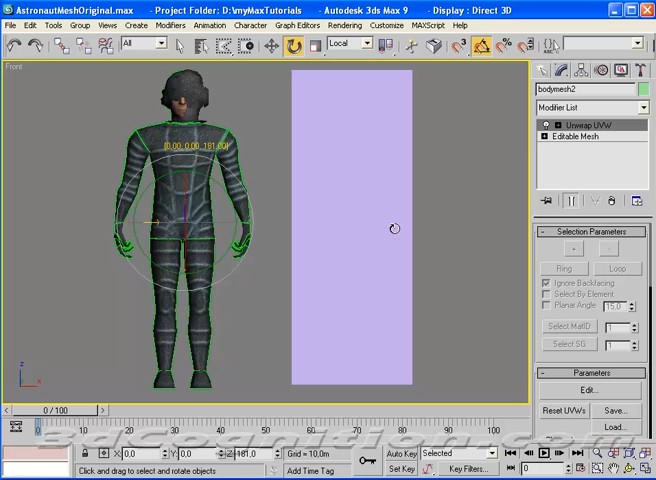 AstronautMeshOriginal.max - Project Folder: D:\myMaxTutorials - Autodesk 3ds Max 9 - Display : Direct 3D
File Edit Tools Group Views Create Modifiers Animation Character Graph Editors Rendering Customize MAXScript Help
All
Local
3
Front
[0.00, 0.00, 181.00]
z
x
bodymesh2
Modifier List
Unwrap UVW
Editable Mesh
Selection Parameters
Ring
Loop
Ignore Backfacing
Select By Element
Planar Angle 15.0
Select MatID 1
Select SG 1
Parameters
Edit...
Reset UVWs
Save...
Load...
0 / 100
0 10 20 30 40 50 60 70 80 90 100
3dCognition.com
X: 0,0 Y: 0,0 Z: 181,0 Grid = 10,0m
Auto Key
Selected
Click and drag to select and rotate objects
Add Time Tag
Set Key
Key Filters...
0